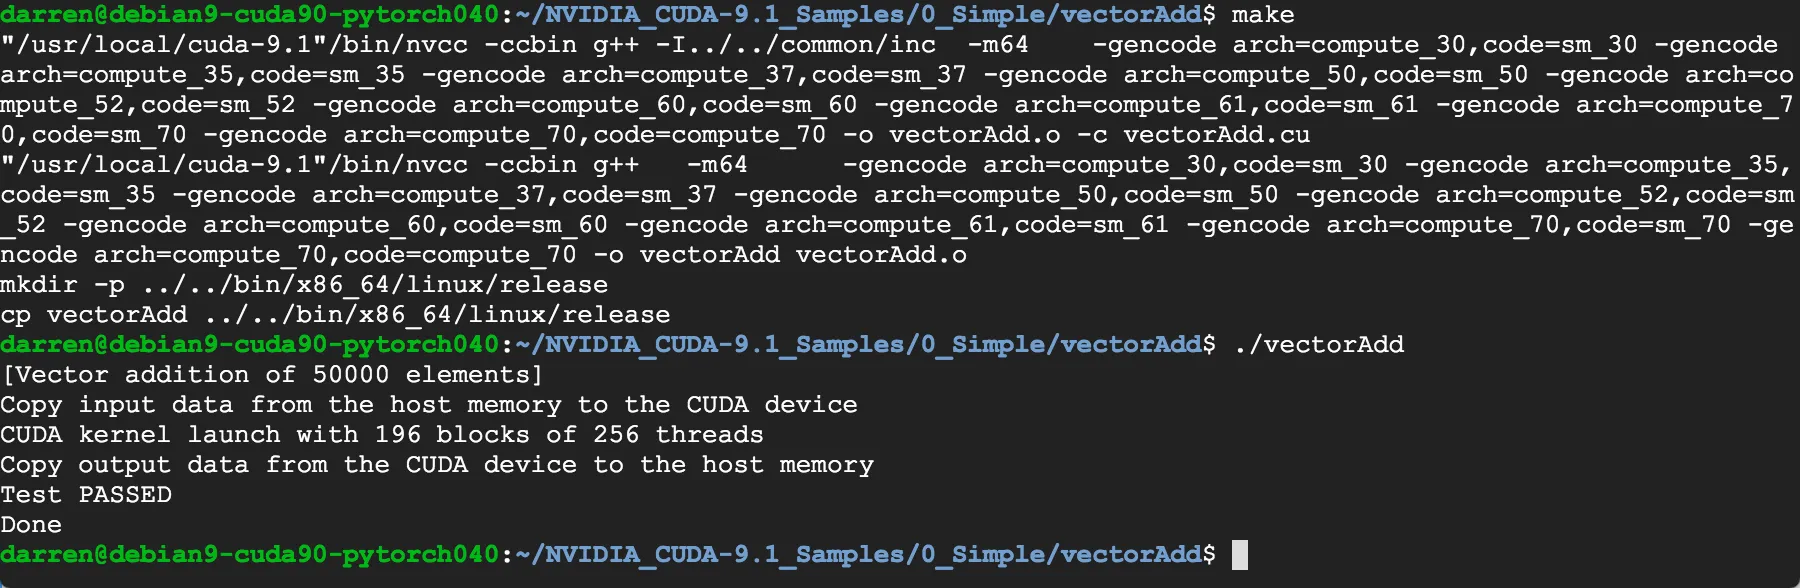 darren@debian9-cuda90-pytorch040:~/NVIDIA_CUDA-9.1_Samples/0_Simple/vectorAdd$ make
"/usr/local/cuda-9.1"/bin/nvcc -ccbin g++ -I../../common/inc  -m64    -gencode arch=compute_30,code=sm_30 -gencode
arch=compute_35,code=sm_35 -gencode arch=compute_37,code=sm_37 -gencode arch=compute_50,code=sm_50 -gencode arch=co
mpute_52,code=sm_52 -gencode arch=compute_60,code=sm_60 -gencode arch=compute_61,code=sm_61 -gencode arch=compute_7
0,code=sm_70 -gencode arch=compute_70,code=compute_70 -o vectorAdd.o -c vectorAdd.cu
"/usr/local/cuda-9.1"/bin/nvcc -ccbin g++   -m64      -gencode arch=compute_30,code=sm_30 -gencode arch=compute_35,
code=sm_35 -gencode arch=compute_37,code=sm_37 -gencode arch=compute_50,code=sm_50 -gencode arch=compute_52,code=sm
_52 -gencode arch=compute_60,code=sm_60 -gencode arch=compute_61,code=sm_61 -gencode arch=compute_70,code=sm_70 -ge
ncode arch=compute_70,code=compute_70 -o vectorAdd vectorAdd.o
mkdir -p ../../bin/x86_64/linux/release
cp vectorAdd ../../bin/x86_64/linux/release
darren@debian9-cuda90-pytorch040:~/NVIDIA_CUDA-9.1_Samples/0_Simple/vectorAdd$ ./vectorAdd
[Vector addition of 50000 elements]
Copy input data from the host memory to the CUDA device
CUDA kernel launch with 196 blocks of 256 threads
Copy output data from the CUDA device to the host memory
Test PASSED
Done
darren@debian9-cuda90-pytorch040:~/NVIDIA_CUDA-9.1_Samples/0_Simple/vectorAdd$